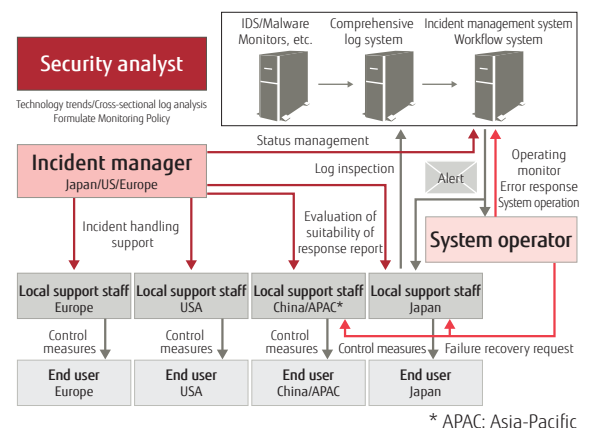 IDS/Malware
Monitors, etc.
Comprehensive
log system
Incident management system
Workflow system
Security analyst
Technology trends/Cross-sectional log analysis
Formulate Monitoring Policy
Status management
Incident manager
Japan/US/Europe
Log inspection
Alert
Operating
monitor
Error response
System operation
Incident handling
support
Evaluation of
suitability of
response report
System operator
Local support staff
Europe
Local support staff
USA
Local support staff
China/APAC*
Local support staff
Japan
Control
measures
Control
measures
Control
measures
Control measures
Failure recovery request
End user
Europe
End user
USA
End user
China/APAC
End user
Japan
* APAC: Asia-Pacific